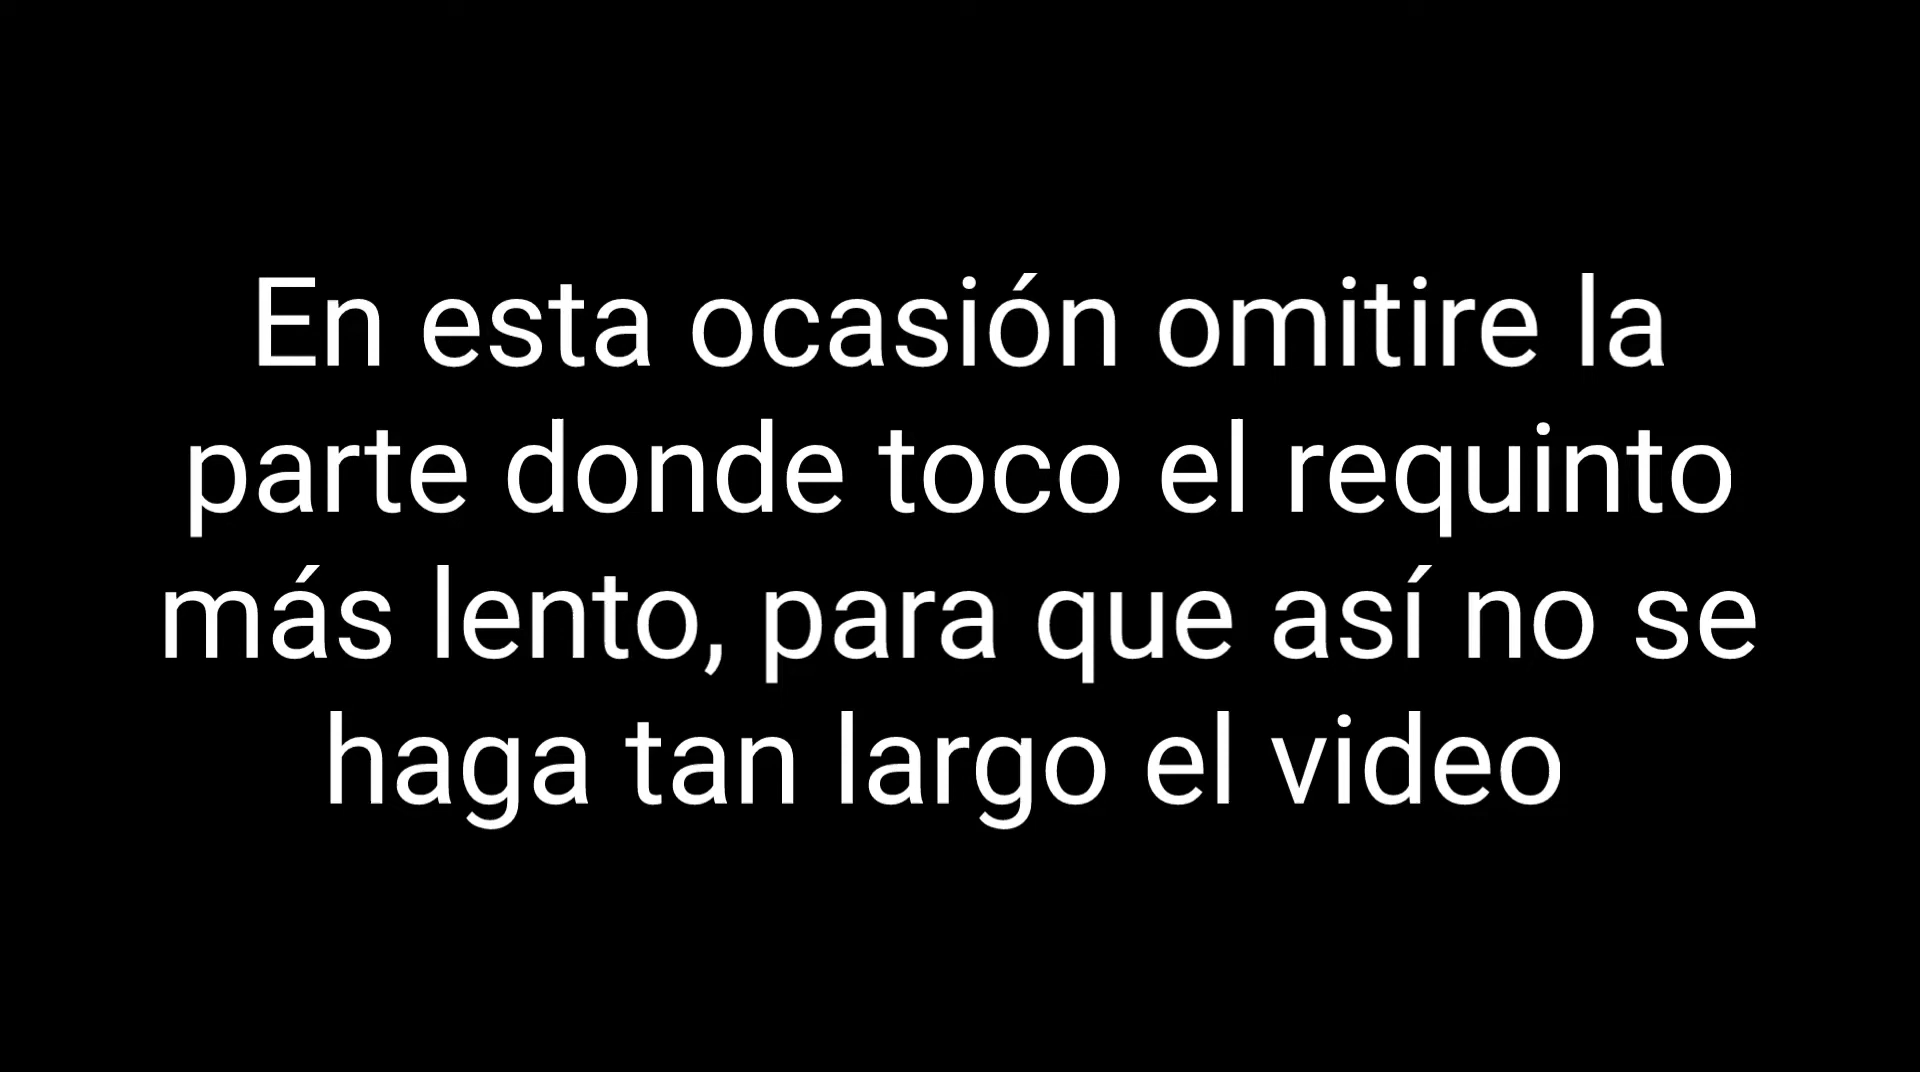 En esta ocasión omitire la
parte donde toco el requinto
más lento, para que así no se
haga tan largo el video